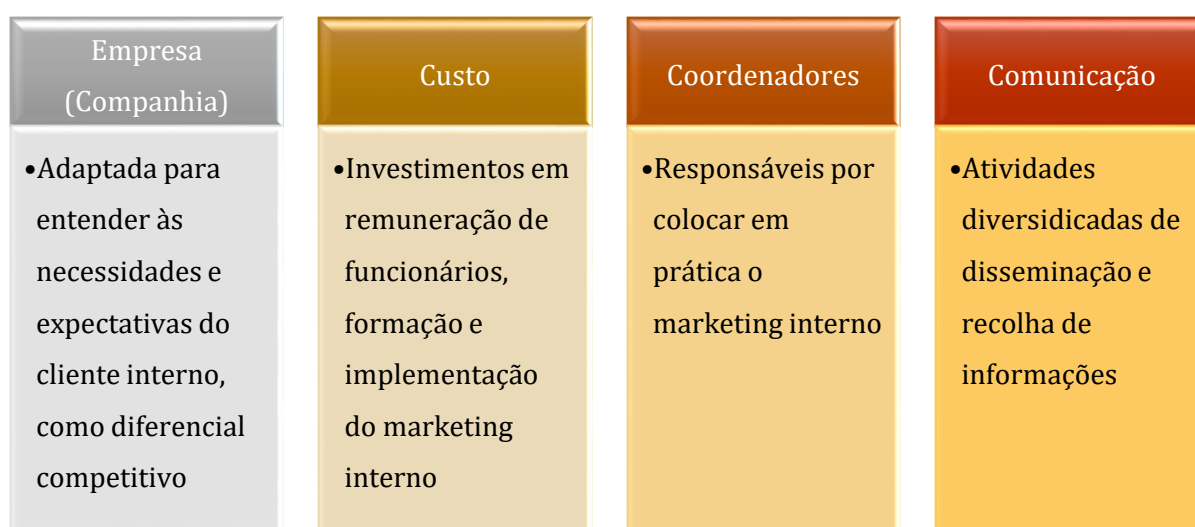 Empresa
(Companhia)
•Adaptada para
entender às
necessidades e
expectativas do
cliente interno,
como diferencial
competitivo
Custo
•Investimentos em
remuneração de
funcionários,
formação e
implementação
do marketing
interno
Coordenadores
•Responsáveis por
colocar em
prática o
marketing interno
Comunicação
•Atividades
diversidicadas de
disseminação e
recolha de
informações